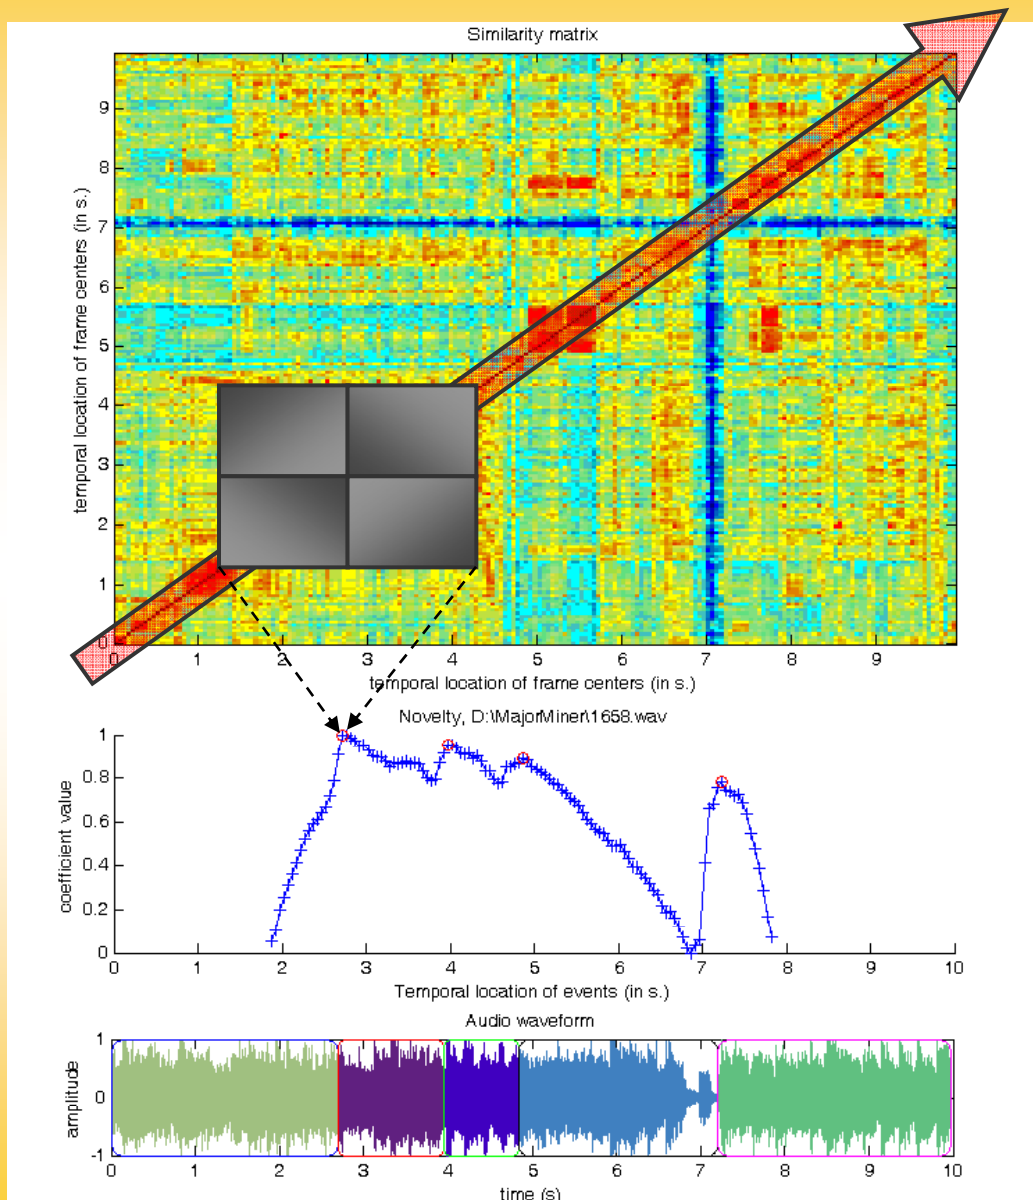 Similarity matrix
temporal location of frame centers (in s.)
9
8
7
6
5
4
3
2
1
0
0 1 2 3 4 5 6 7 8 9
temporal location of frame centers (in s.)
Novelty, D:\MajorMiner\1658.wav
coefficient value
1
0.8
0.6
0.4
0.2
0
0 1 2 3 4 5 6 7 8 9 10
Temporal location of events (in s.)
Audio waveform
amplitude
1
0
-1
0 1 2 3 4 5 6 7 8 9 10
time (s)